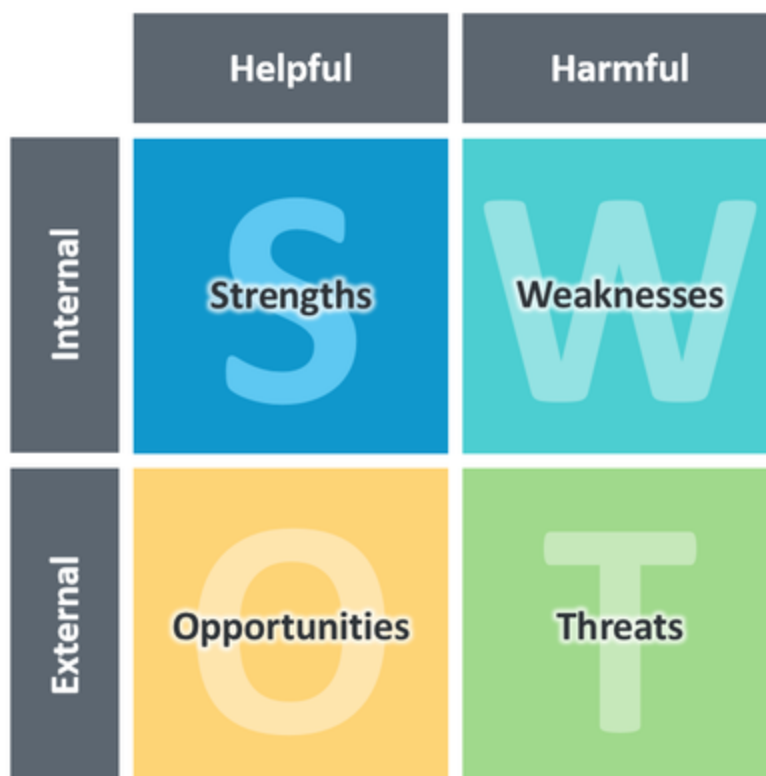 Helpful
Harmful
Internal
S
Strengths
W
Weaknesses
External
O
Opportunities
T
Threats